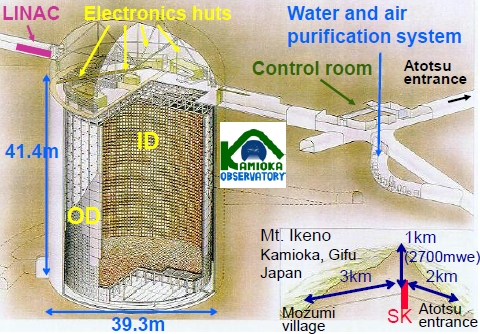 LINAC
Electronics huts
Water and air
purification system
Control room
Atotsu
entrance
41.4m
ID
KAMIOKA
OBSERVATORY
OD
39.3m
Mt. Ikeno
Kamioka, Gifu
Japan
1km
(2700mwe)
3km
2km
Mozumi
village
SK
Atotsu
entrance